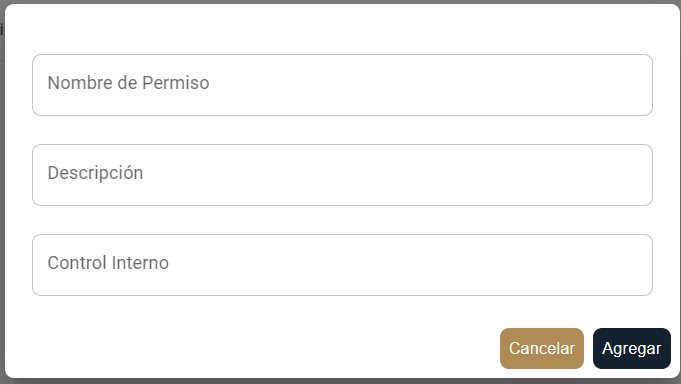 Nombre de Permiso
Descripción
Control Interno
Cancelar Agregar